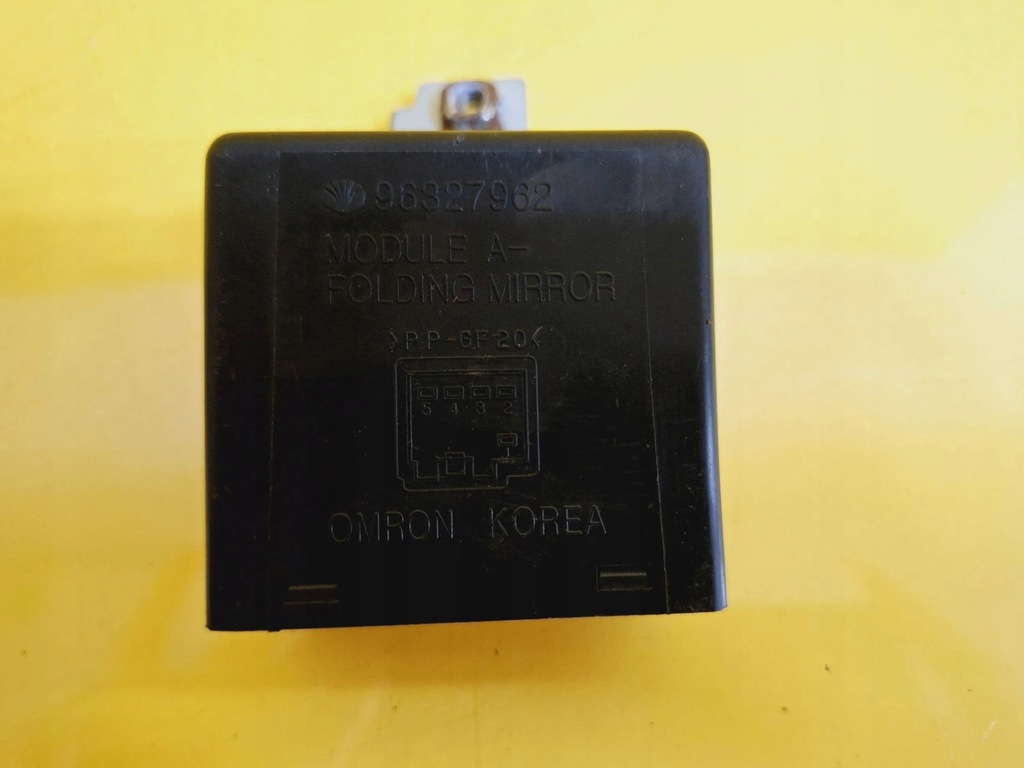 96327962
MODULE A-
FOLDING MIRROR
>PP-GF20<
5 4 3 2
OMRON KOREA